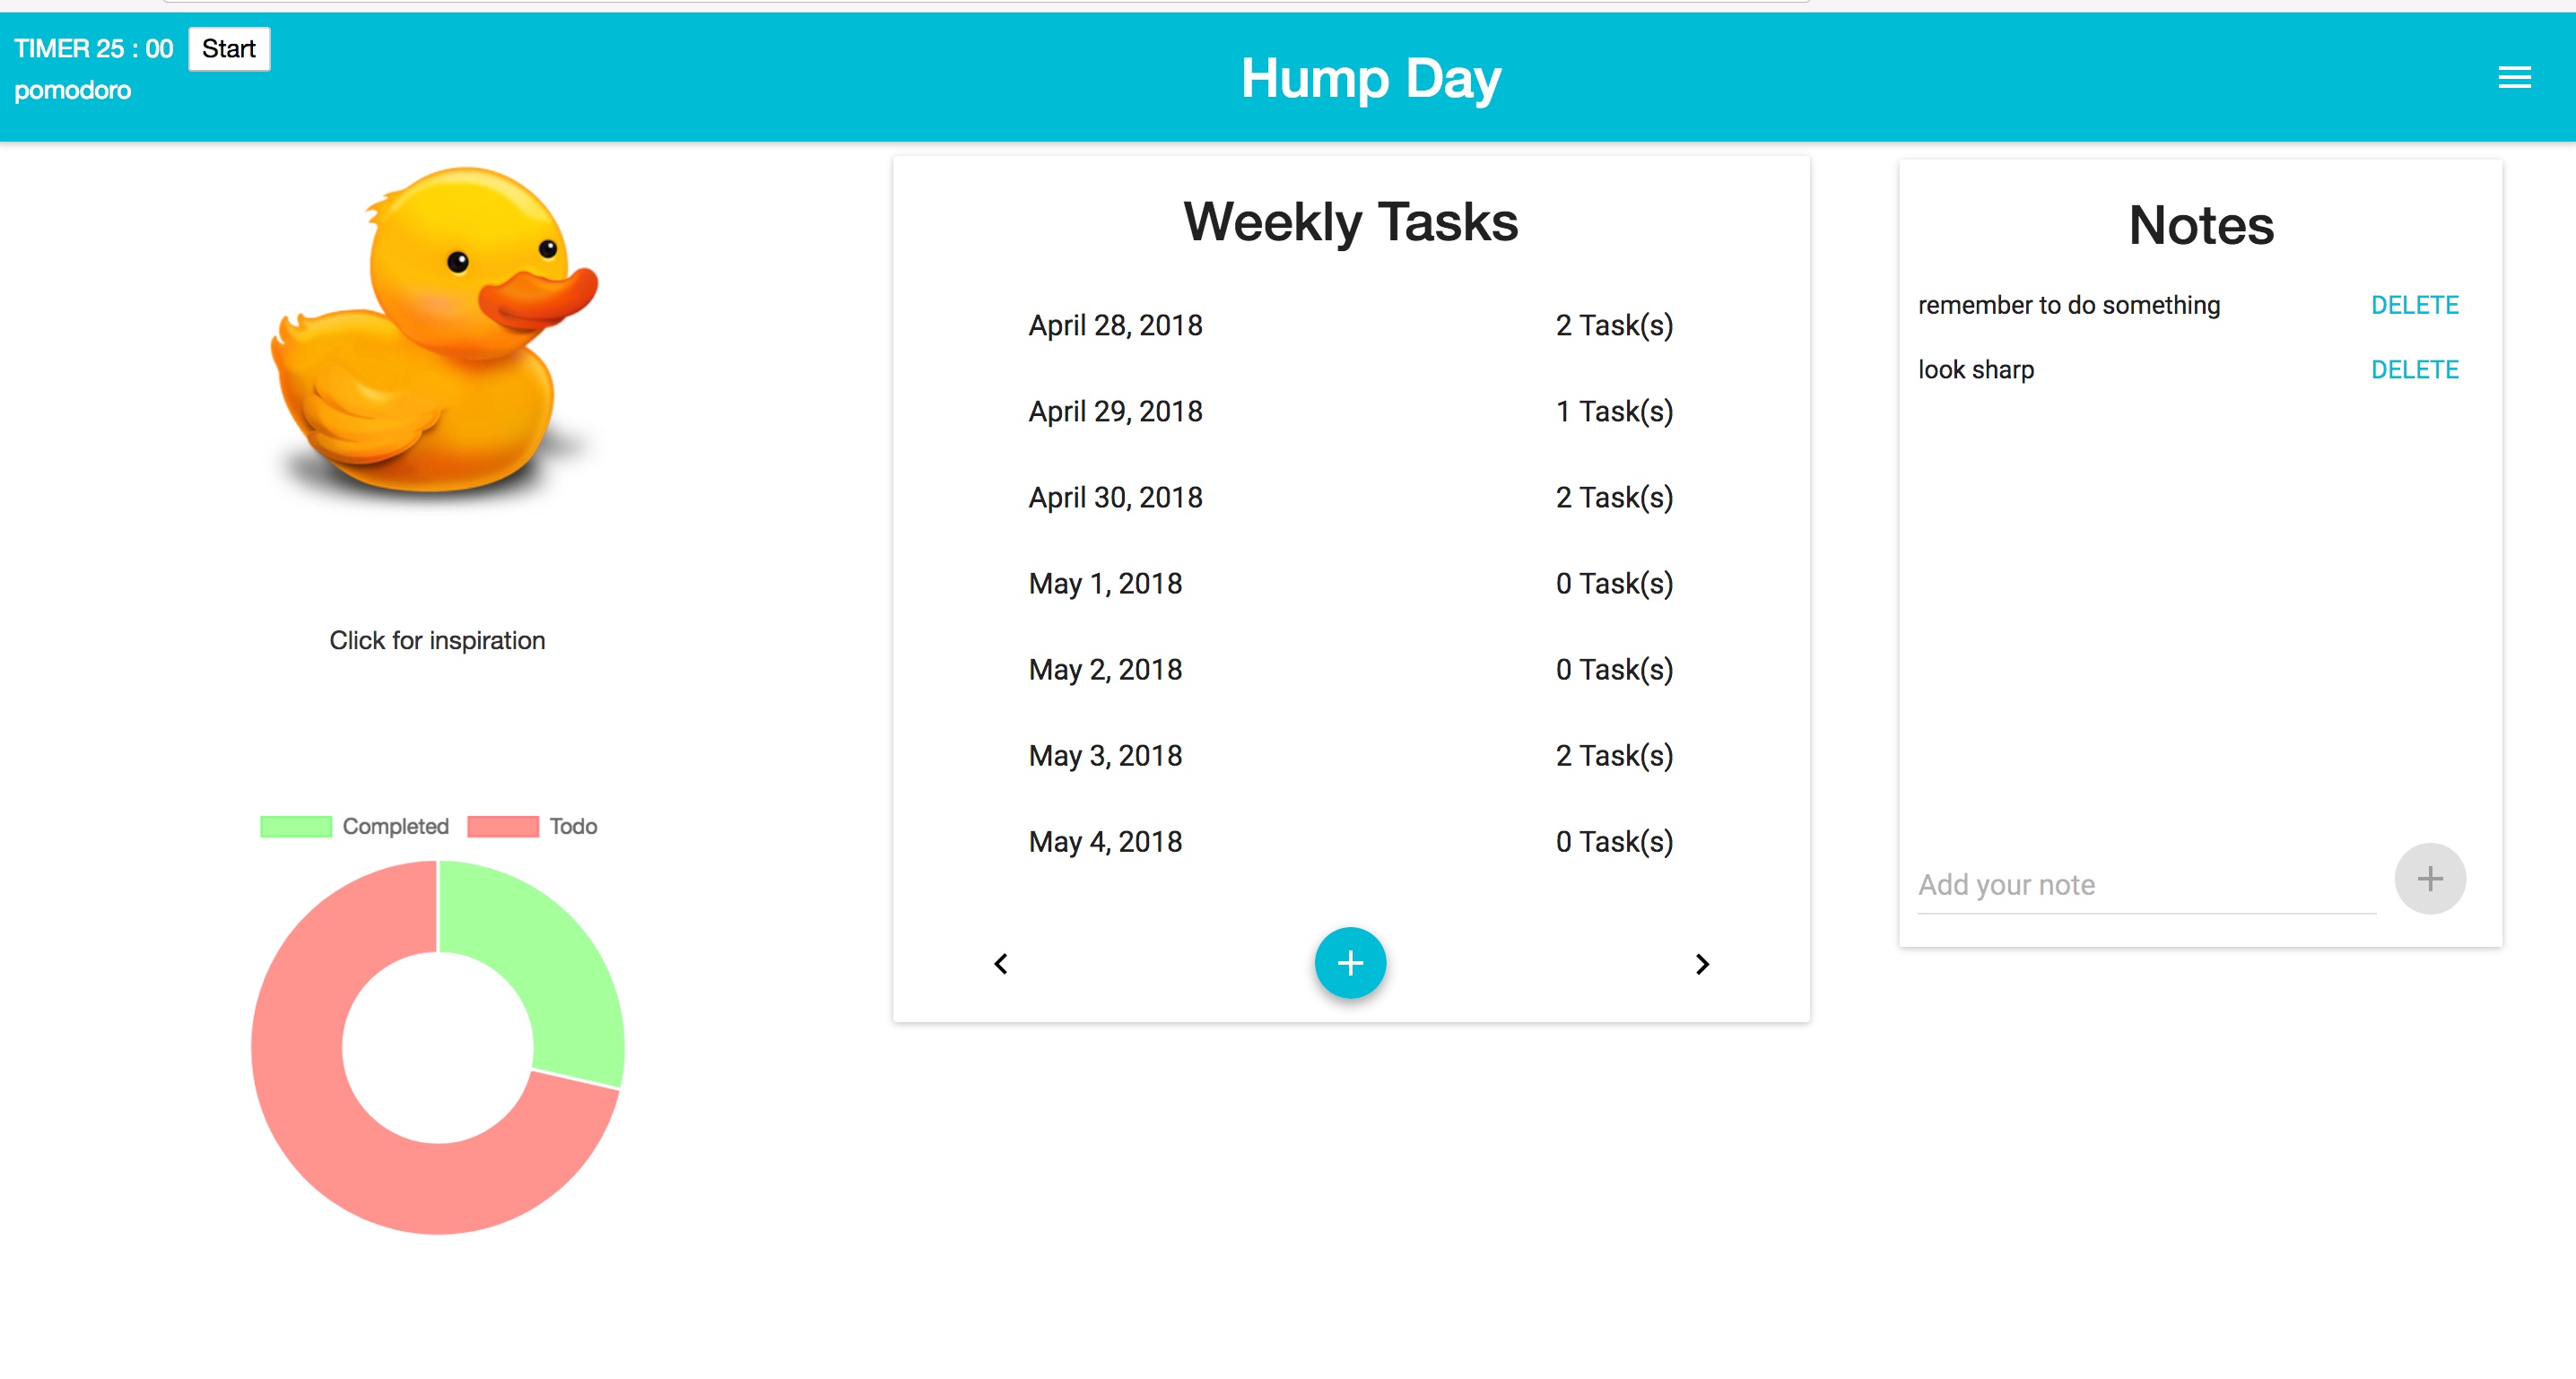 TIMER 25 : 00 Start
pomodoro
Hump Day
Click for inspiration
Completed Todo
Weekly Tasks
April 28, 2018 2 Task(s)
April 29, 2018 1 Task(s)
April 30, 2018 2 Task(s)
May 1, 2018 0 Task(s)
May 2, 2018 0 Task(s)
May 3, 2018 2 Task(s)
May 4, 2018 0 Task(s)
Notes
remember to do something DELETE
look sharp DELETE
Add your note